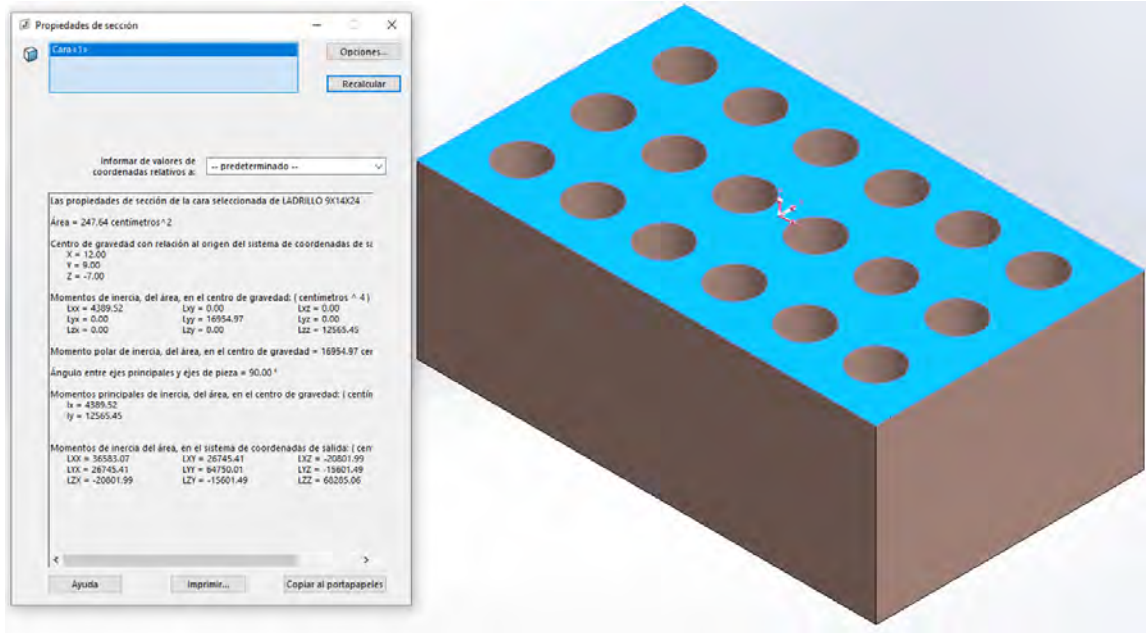 Propiedades de sección
Cara<1>
Opciones...
Recalcular
Informar de valores de
coordenadas relativos a:
-- predeterminado --
Las propiedades de sección de la cara seleccionada de LADRILLO 9X14X24
Área = 247.64 centímetros^2
Centro de gravedad con relación al origen del sistema de coordenadas de sa
X = 12.00
Y = 9.00
Z = -7.00
Momentos de inercia, del área, en el centro de gravedad: ( centímetros ^ 4 )
Lxx = 4389.52 Lxy = 0.00 Lxz = 0.00
Lyx = 0.00 Lyy = 16954.97 Lyz = 0.00
Lzx = 0.00 Lzy = 0.00 Lzz = 12565.45
Momento polar de inercia, del área, en el centro de gravedad = 16954.97 cen
Ángulo entre ejes principales y ejes de pieza = 90.00 °
Momentos principales de inercia, del área, en el centro de gravedad: ( centím
Ix = 4389.52
Iy = 12565.45
Momentos de inercia del área, en el sistema de coordenadas de salida: ( cen
LXX = 36583.07 LXY = 26745.41 LXZ = -20801.99
LYX = 26745.41 LYY = 64750.01 LYZ = -15601.49
LZX = -20801.99 LZY = -15601.49 LZZ = 68285.06
Ayuda
Imprimir...
Copiar al portapapeles